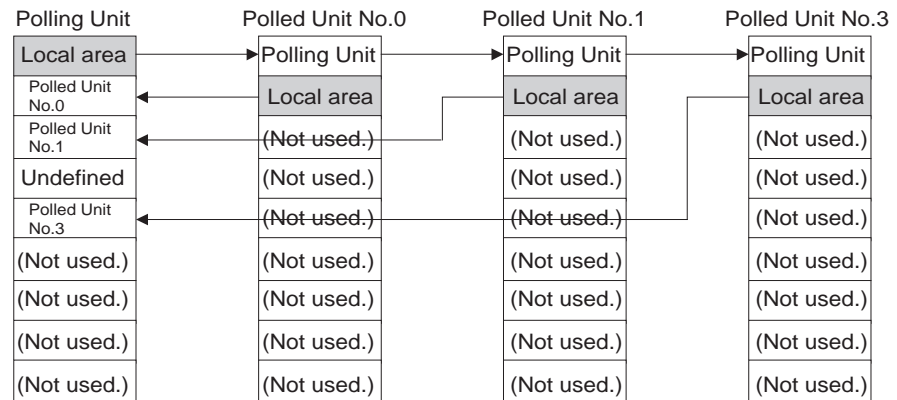 Polling Unit Polled Unit No.0 Polled Unit No.1 Polled Unit No.3
Local area Polling Unit Polling Unit Polling Unit
Polled Unit
No.0
Local area Local area Local area
Polled Unit
No.1
(Not used.) (Not used.) (Not used.)
Undefined (Not used.) (Not used.) (Not used.)
Polled Unit
No.3
(Not used.) (Not used.) (Not used.)
(Not used.) (Not used.) (Not used.) (Not used.)
(Not used.) (Not used.) (Not used.) (Not used.)
(Not used.) (Not used.) (Not used.) (Not used.)
(Not used.) (Not used.) (Not used.) (Not used.)